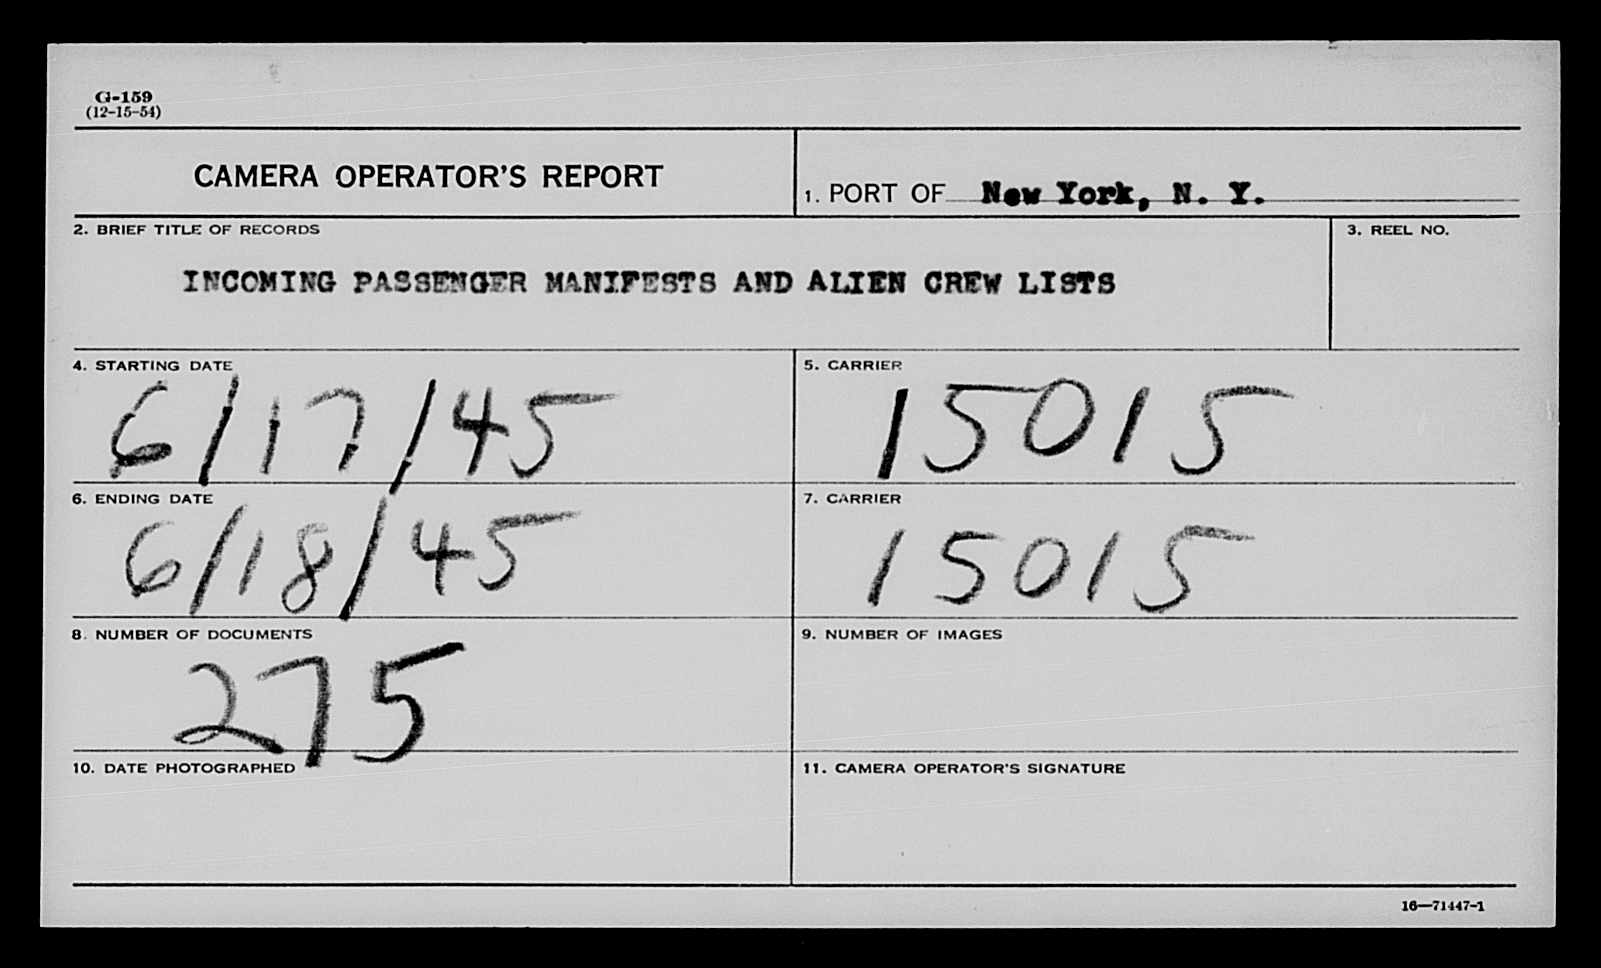 G-159
(12-15-54)
CAMERA OPERATOR'S REPORT
1. PORT OF New York, N. Y.
2. BRIEF TITLE OF RECORDS
3. REEL NO.
INCOMING PASSENGER MANIFESTS AND ALIEN CREW LISTS
4. STARTING DATE
6/17/45
5. CARRIER
15015
6. ENDING DATE
6/18/45
7. CARRIER
15015
8. NUMBER OF DOCUMENTS
275
9. NUMBER OF IMAGES
10. DATE PHOTOGRAPHED
11. CAMERA OPERATOR'S SIGNATURE
16—71447-1